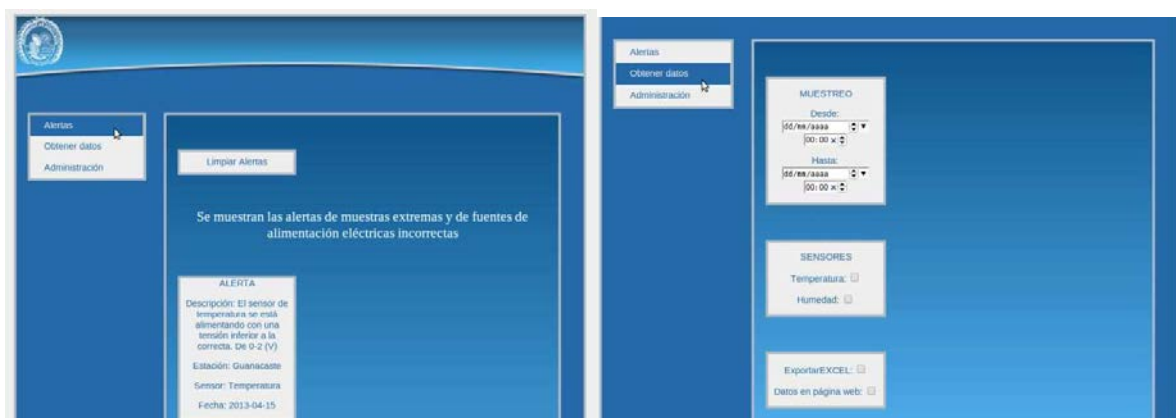 Alertas
Obtener datos
Administración
Limpiar Alertas
Se muestran las alertas de muestras extremas y de fuentes de
alimentación eléctricas incorrectas
ALERTA
Descripción: El sensor de
temperatura se está
alimentando con una
tensión inferior a la
correcta. De 0-2 (V)
Estación: Guanacaste
Sensor: Temperatura
Fecha: 2013-04-15
Alertas
Obtener datos
Administración
MUESTREO
Desde:
dd/mm/aaaa
00:00 x
Hasta:
dd/mm/aaaa
00:00 x
SENSORES
Temperatura:
Humedad:
ExportarEXCEL:
Datos en página web: